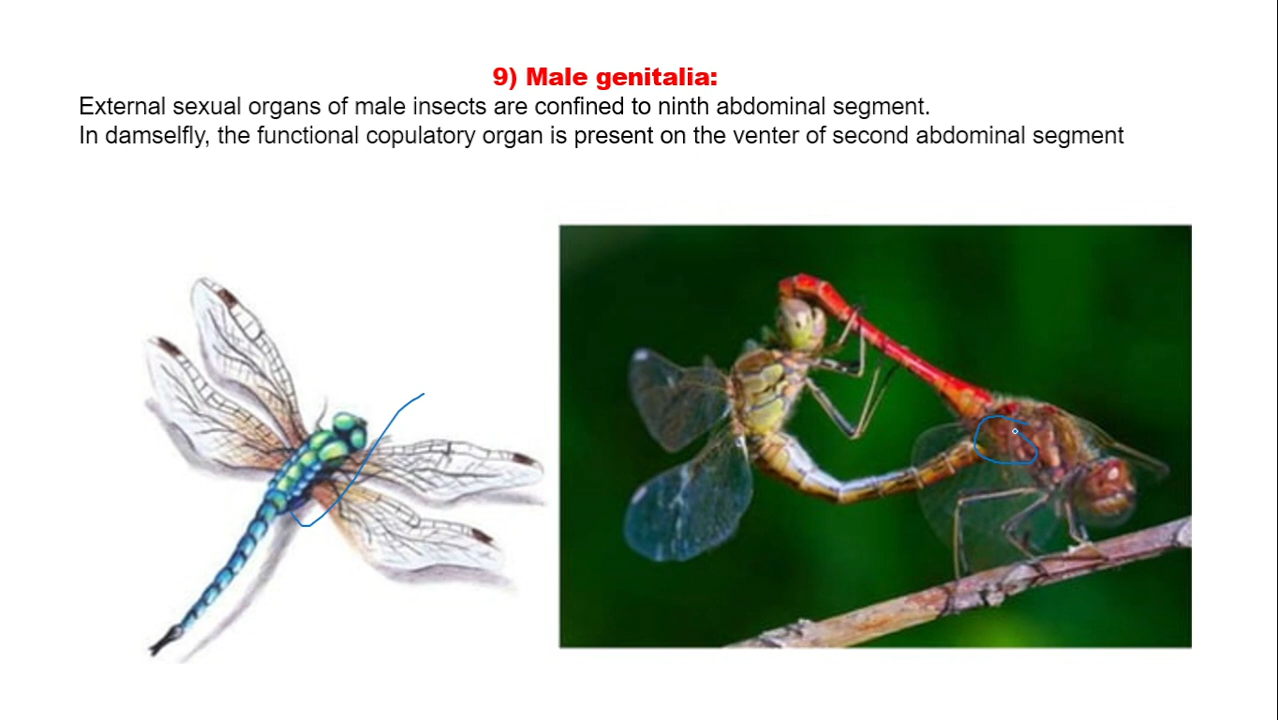 9) Male genitalia:
External sexual organs of male insects are confined to ninth abdominal segment.
In damselfly, the functional copulatory organ is present on the venter of second abdominal segment